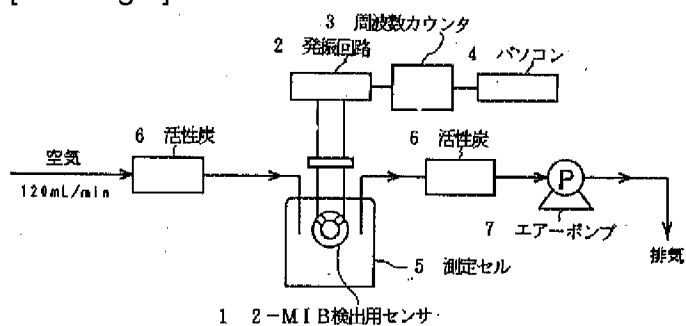 3 周波数カウンタ
2 発振回路
4 パソコン
6 活性炭
6 活性炭
空気
120mL/min
P
7 エアーポンプ
排気
5 測定セル
1 2-MIB検出用センサ